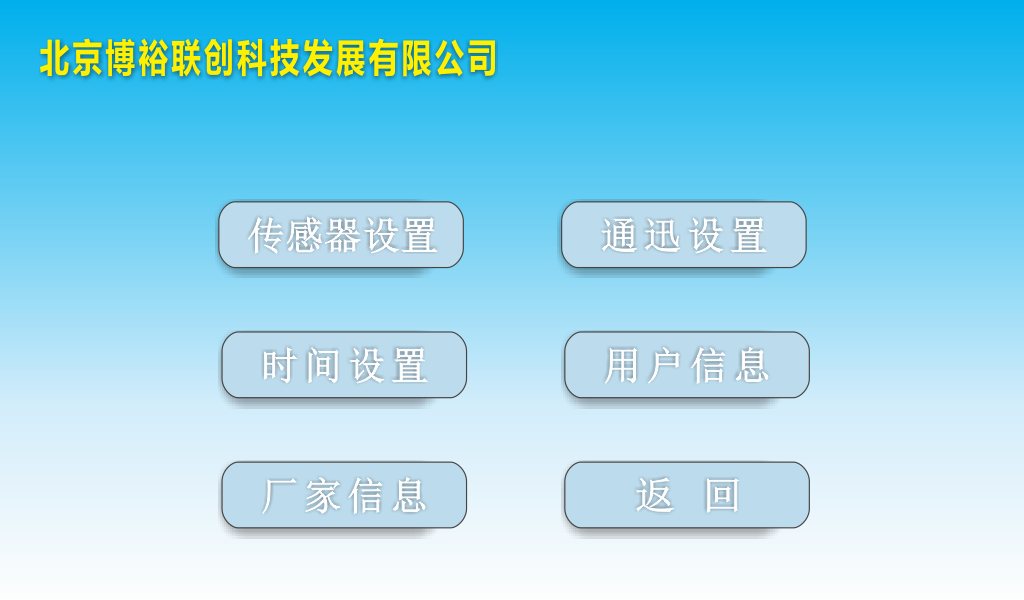 北京博裕联创科技发展有限公司
传感器设置
通迅设置
时间设置
用户信息
厂家信息
返 回